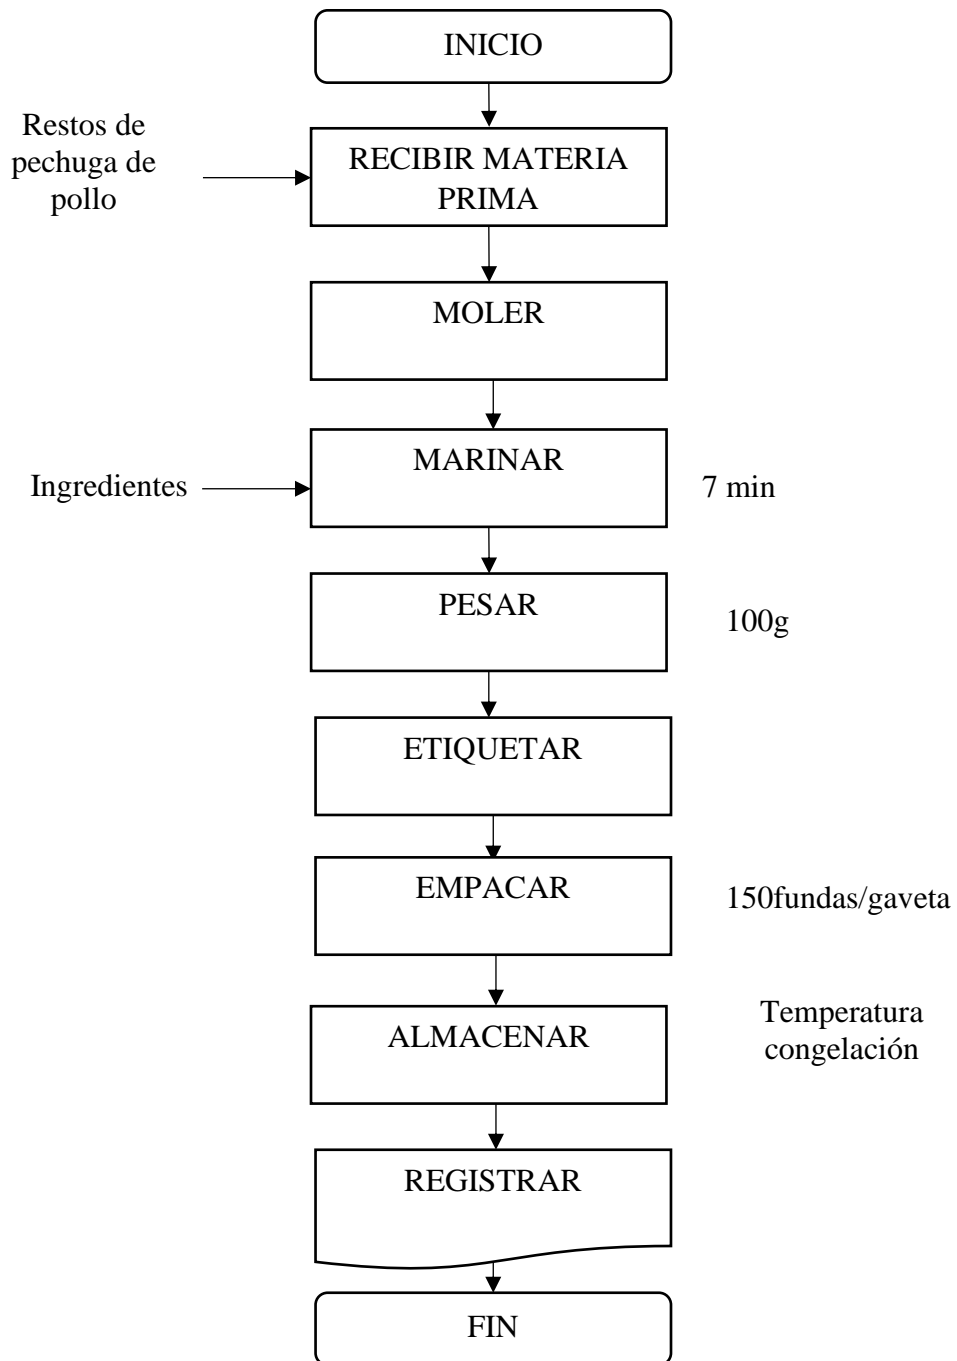 INICIO
Restos de
pechuga de
pollo
RECIBIR MATERIA
PRIMA
MOLER
MARINAR
Ingredientes
7 min
PESAR
100g
ETIQUETAR
EMPACAR
150fundas/gaveta
ALMACENAR
Temperatura
congelación
REGISTRAR
FIN